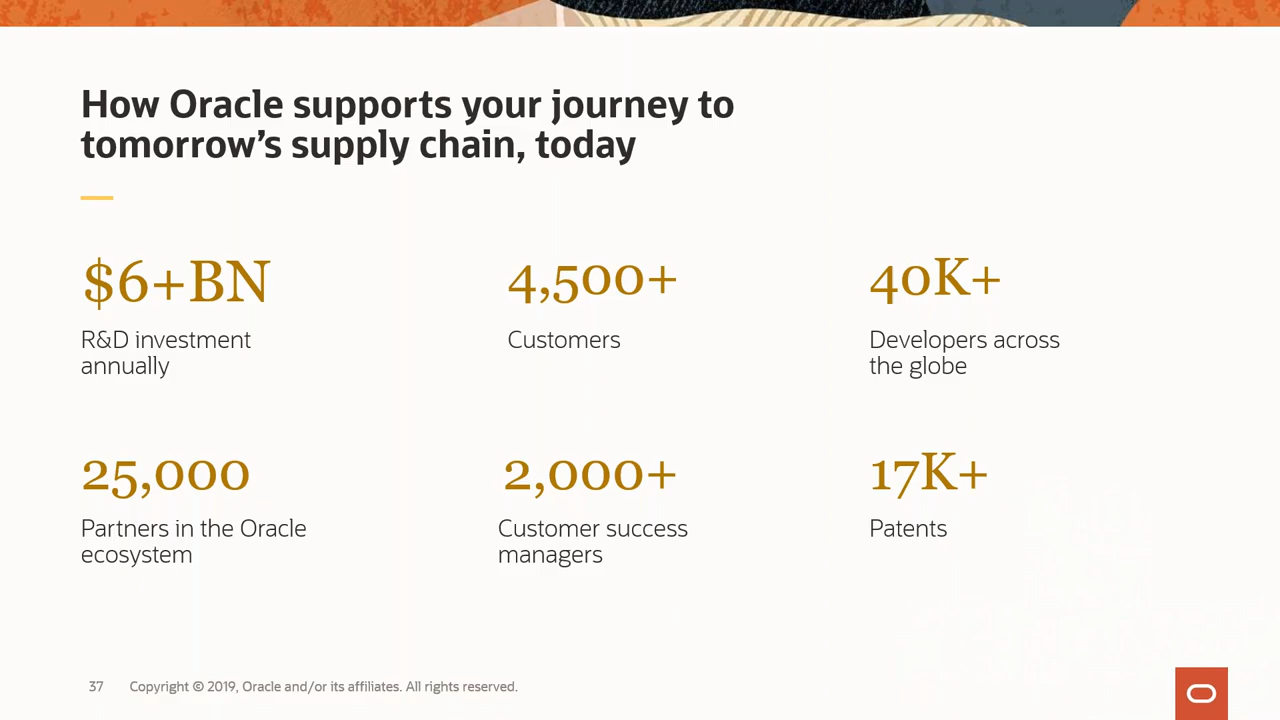 How Oracle supports your journey to
tomorrow’s supply chain, today
$6+BN
R&D investment
annually
4,500+
Customers
40K+
Developers across
the globe
25,000
Partners in the Oracle
ecosystem
2,000+
Customer success
managers
17K+
Patents
37 Copyright © 2019, Oracle and/or its affiliates. All rights reserved.